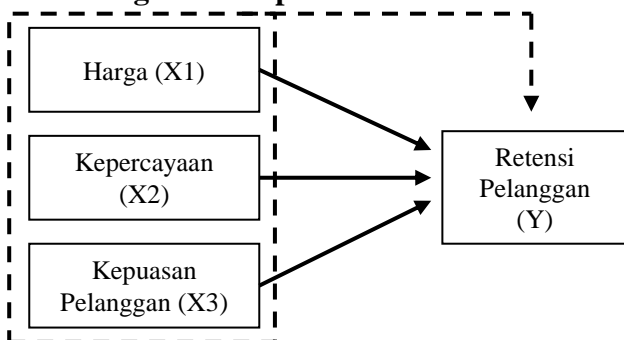 Harga (X1)
Kepercayaan
(X2)
Kepuasan
Pelanggan (X3)
Retensi
Pelanggan
(Y)